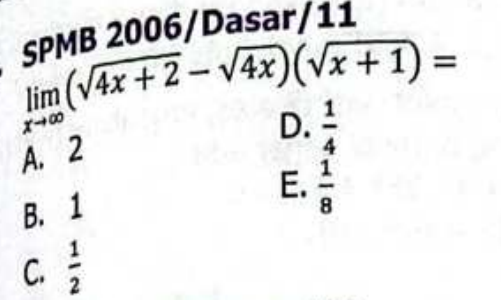 SPMB 2006/Dasar/11
lim x→∞ (√4x + 2 − √4x)(√x + 1) =
A. 2
B. 1
C. 1/2
D. 1/4
E. 1/8